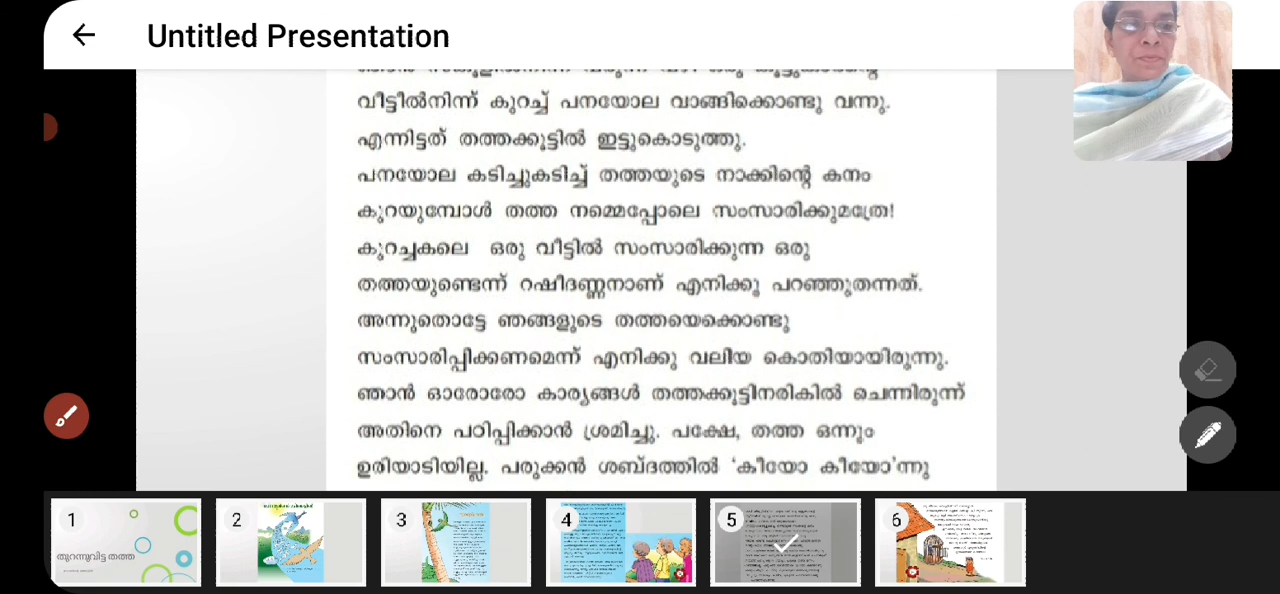 Untitled Presentation
വീട്ടിൽനിന്ന് കുറച്ച് പനയോല വാങ്ങിക്കൊണ്ടു വന്നു.
എന്നിട്ടത് തത്തക്കൂട്ടിൽ ഇട്ടുകൊടുത്തു.
പനയോല കടിച്ചുകടിച്ച് തത്തയുടെ നാക്കിന്റെ കനം
കുറയുമ്പോൾ തത്ത നമ്മെപ്പോലെ സംസാരിക്കുമത്രേ!
കുറച്ചകലെ ഒരു വീട്ടിൽ സംസാരിക്കുന്ന ഒരു
തത്തയുണ്ടെന്ന് റഷീദണ്ണനാണ് എനിക്കു പറഞ്ഞുതന്നത്.
അന്നുതൊട്ടേ ഞങ്ങളുടെ തത്തയെക്കൊണ്ടു
സംസാരിപ്പിക്കണമെന്ന് എനിക്കു വലിയ കൊതിയായിരുന്നു.
ഞാൻ ഓരോരോ കാര്യങ്ങൾ തത്തക്കൂട്ടിനരികിൽ ചെന്നിരുന്ന്
അതിനെ പഠിപ്പിക്കാൻ ശ്രമിച്ചു. പക്ഷേ, തത്ത ഒന്നും
ഉരിയാടിയില്ല. പരുക്കൻ ശബ്ദത്തിൽ 'കീയോ കീയോ'ന്നു
1 2 3 4 5 6
തുറന്നുവിട്ട തത്ത